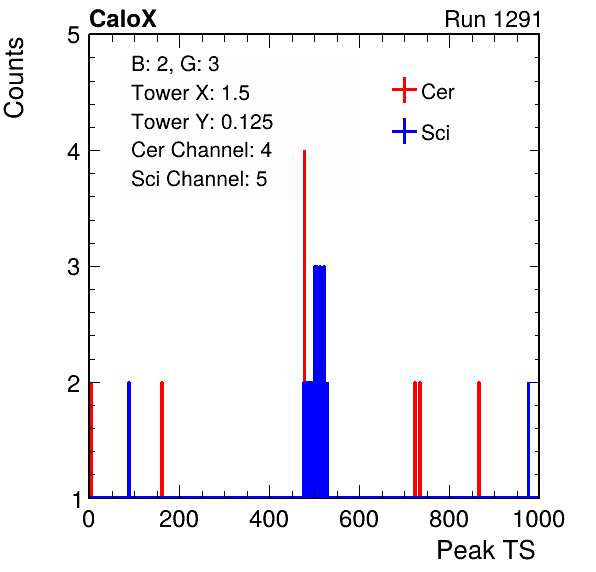 CaloX Run 1291
Counts
B: 2, G: 3
Tower X: 1.5
Tower Y: 0.125
Cer Channel: 4
Sci Channel: 5
Cer
Sci
5
4
3
2
1
0 200 400 600 800 1000
Peak TS